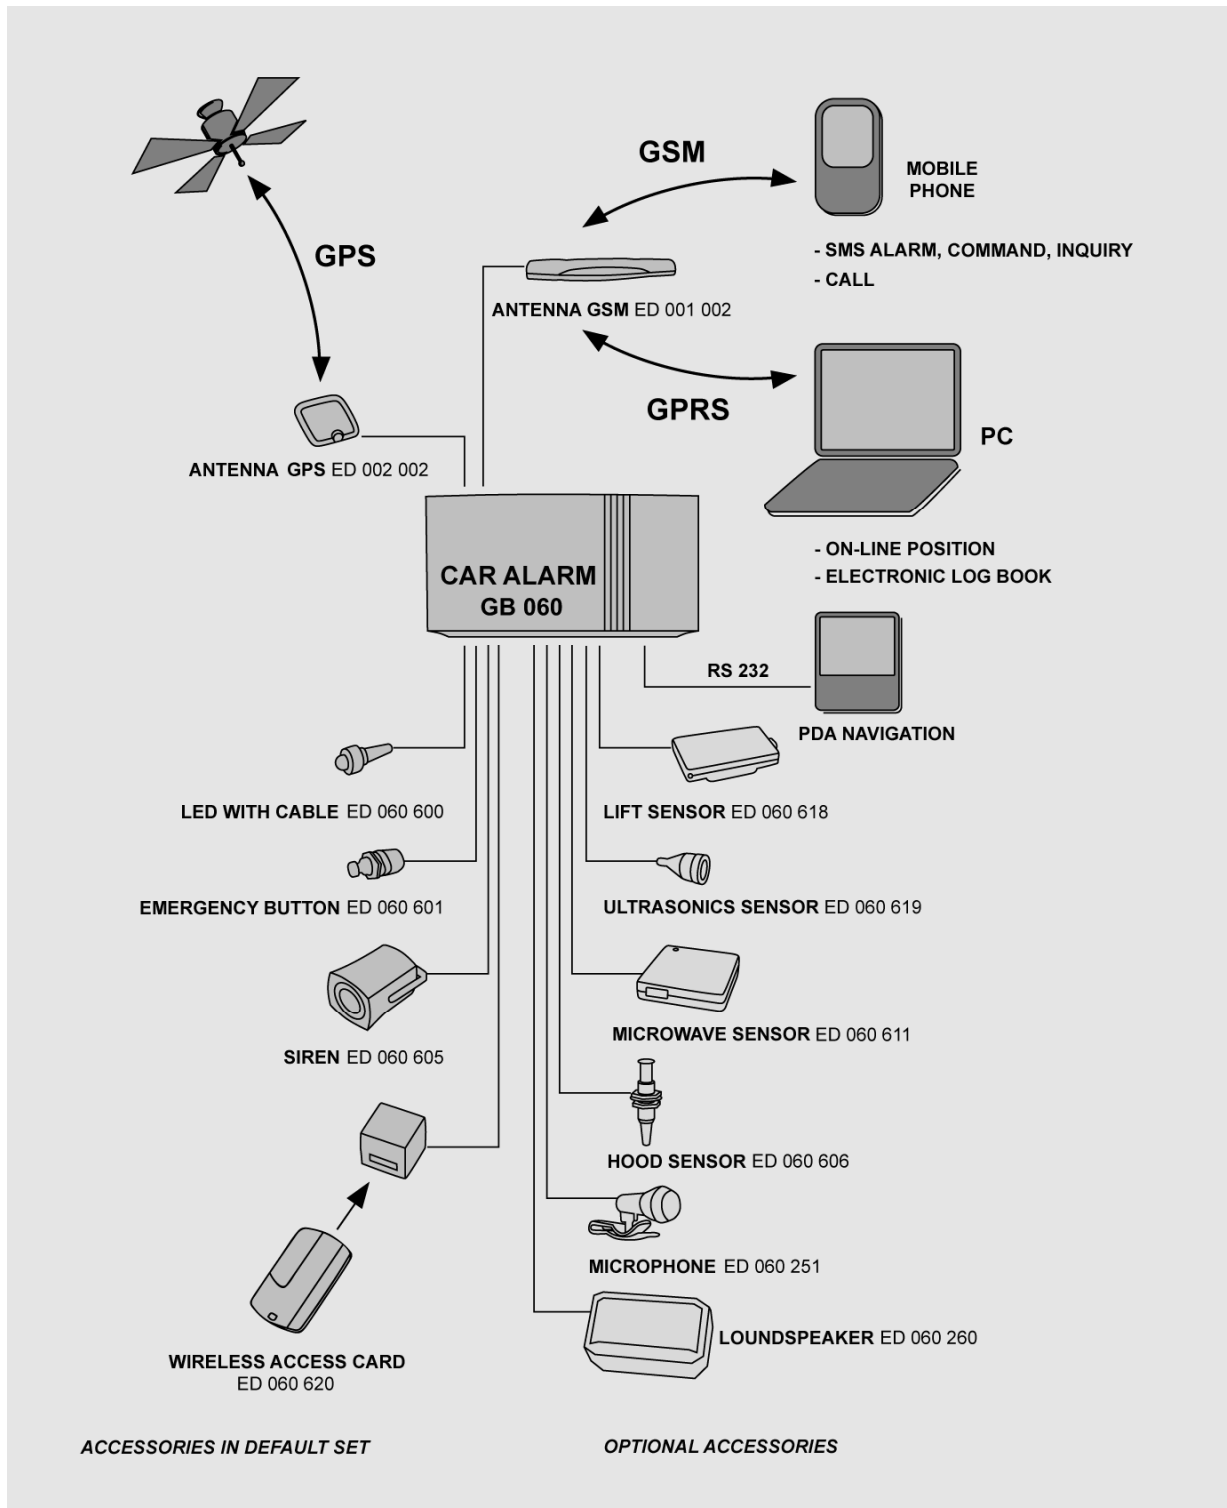 GSM
MOBILE
PHONE
- SMS ALARM, COMMAND, INQUIRY
- CALL
GPS
ANTENNA GSM ED 001 002
GPRS
PC
ANTENNA GPS ED 002 002
- ON-LINE POSITION
- ELECTRONIC LOG BOOK
CAR ALARM
GB 060
RS 232
PDA NAVIGATION
LED WITH CABLE ED 060 600
LIFT SENSOR ED 060 618
EMERGENCY BUTTON ED 060 601
ULTRASONICS SENSOR ED 060 619
SIREN ED 060 605
MICROWAVE SENSOR ED 060 611
HOOD SENSOR ED 060 606
MICROPHONE ED 060 251
LOUNDSPEAKER ED 060 260
WIRELESS ACCESS CARD
ED 060 620
ACCESSORIES IN DEFAULT SET
OPTIONAL ACCESSORIES